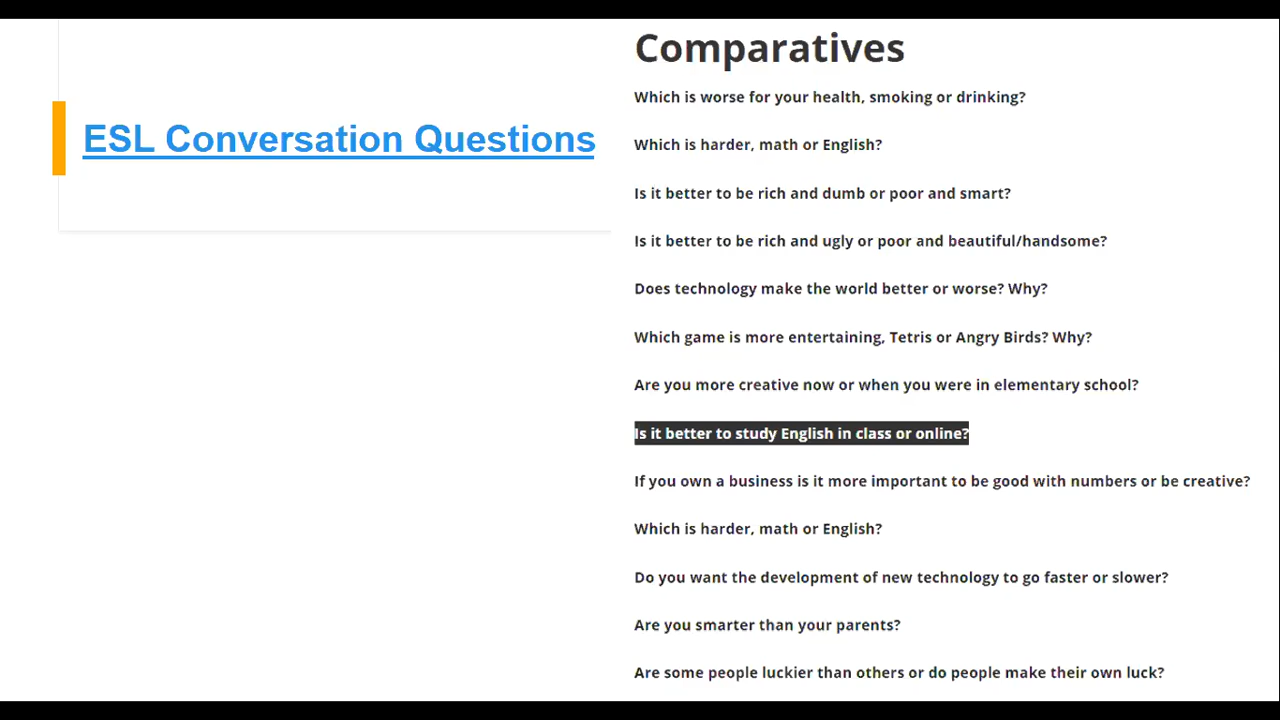 Comparatives
ESL Conversation Questions
Which is worse for your health, smoking or drinking?
Which is harder, math or English?
Is it better to be rich and dumb or poor and smart?
Is it better to be rich and ugly or poor and beautiful/handsome?
Does technology make the world better or worse? Why?
Which game is more entertaining, Tetris or Angry Birds? Why?
Are you more creative now or when you were in elementary school?
Is it better to study English in class or online?
If you own a business is it more important to be good with numbers or be creative?
Which is harder, math or English?
Do you want the development of new technology to go faster or slower?
Are you smarter than your parents?
Are some people luckier than others or do people make their own luck?